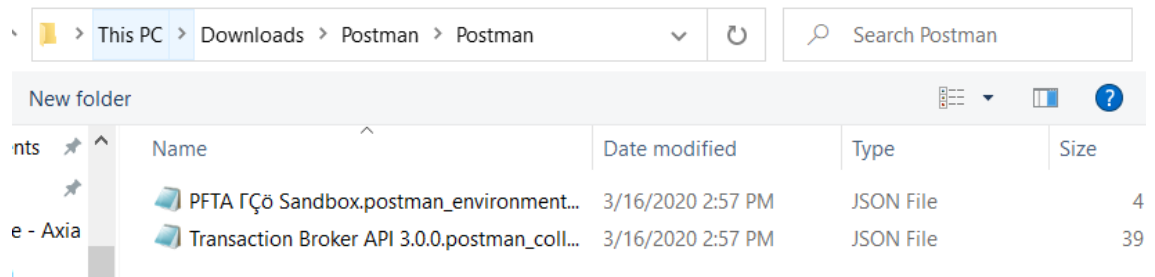 This PC > Downloads > Postman > Postman
Search Postman
New folder
nts
Name Date modified Type Size
PFTA ΓÇö Sandbox.postman_environment... 3/16/2020 2:57 PM JSON File 4
e - Axia
Transaction Broker API 3.0.0.postman_coll... 3/16/2020 2:57 PM JSON File 39